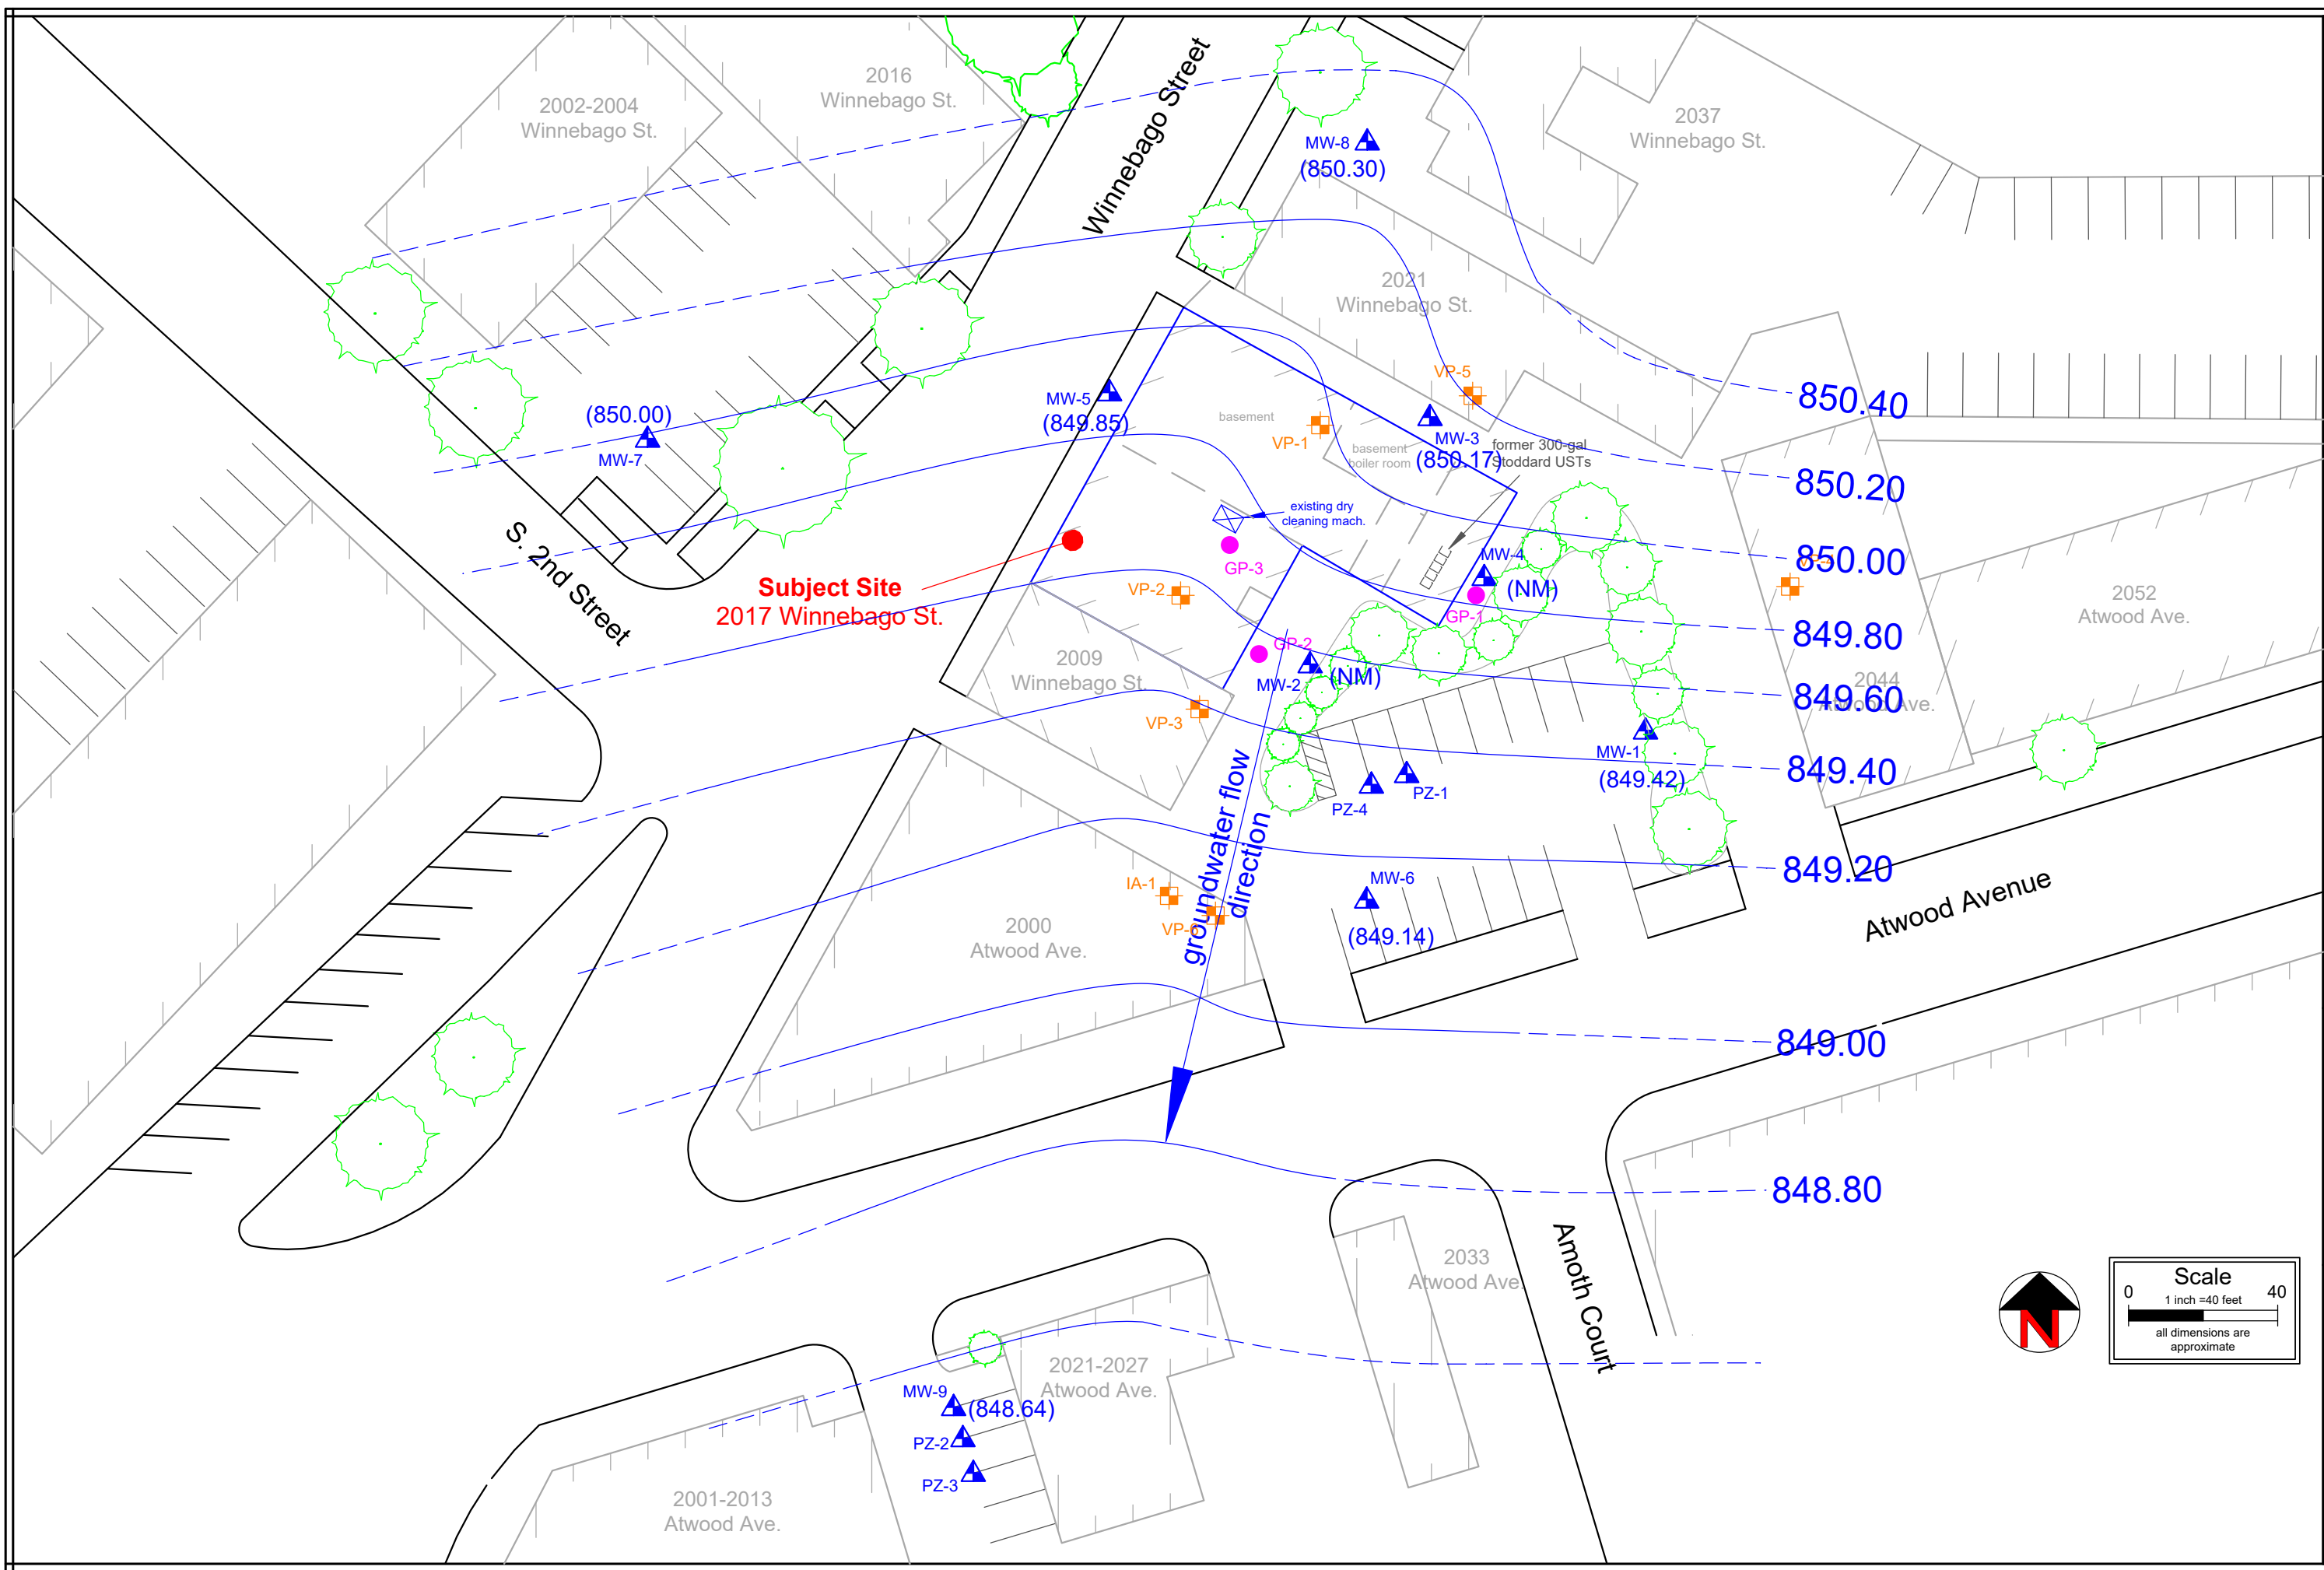 2016
Winnebago St.
2002-2004
Winnebago St.
Winnebago Street
2037
Winnebago St.
MW-8
(850.30)
2021
Winnebago St.
VP-5
850.40
MW-5
(849.85)
basement
VP-1
MW-3
(850.17)
basement
boiler room
former 300-gal
Stoddard USTs
(850.00)
MW-7
850.20
existing dry
cleaning mach.
S. 2nd Street
GP-3
MW-4
(NM)
850.00
Subject Site
2017 Winnebago St.
VP-2
GP-1
2052
Atwood Ave.
849.80
GP-2
2009
Winnebago St.
MW-2
(NM)
849.60
2044
Atwood Ave.
VP-3
MW-1
(849.42)
849.40
PZ-4
PZ-1
groundwater flow
direction
849.20
IA-1
VP-6
MW-6
(849.14)
2000
Atwood Ave.
Atwood Avenue
849.00
848.80
2033
Atwood Ave.
Amoth Court
N
Scale
0
40
1 inch =40 feet
all dimensions are
approximate
2021-2027
Atwood Ave.
MW-9
(848.64)
PZ-2
PZ-3
2001-2013
Atwood Ave.